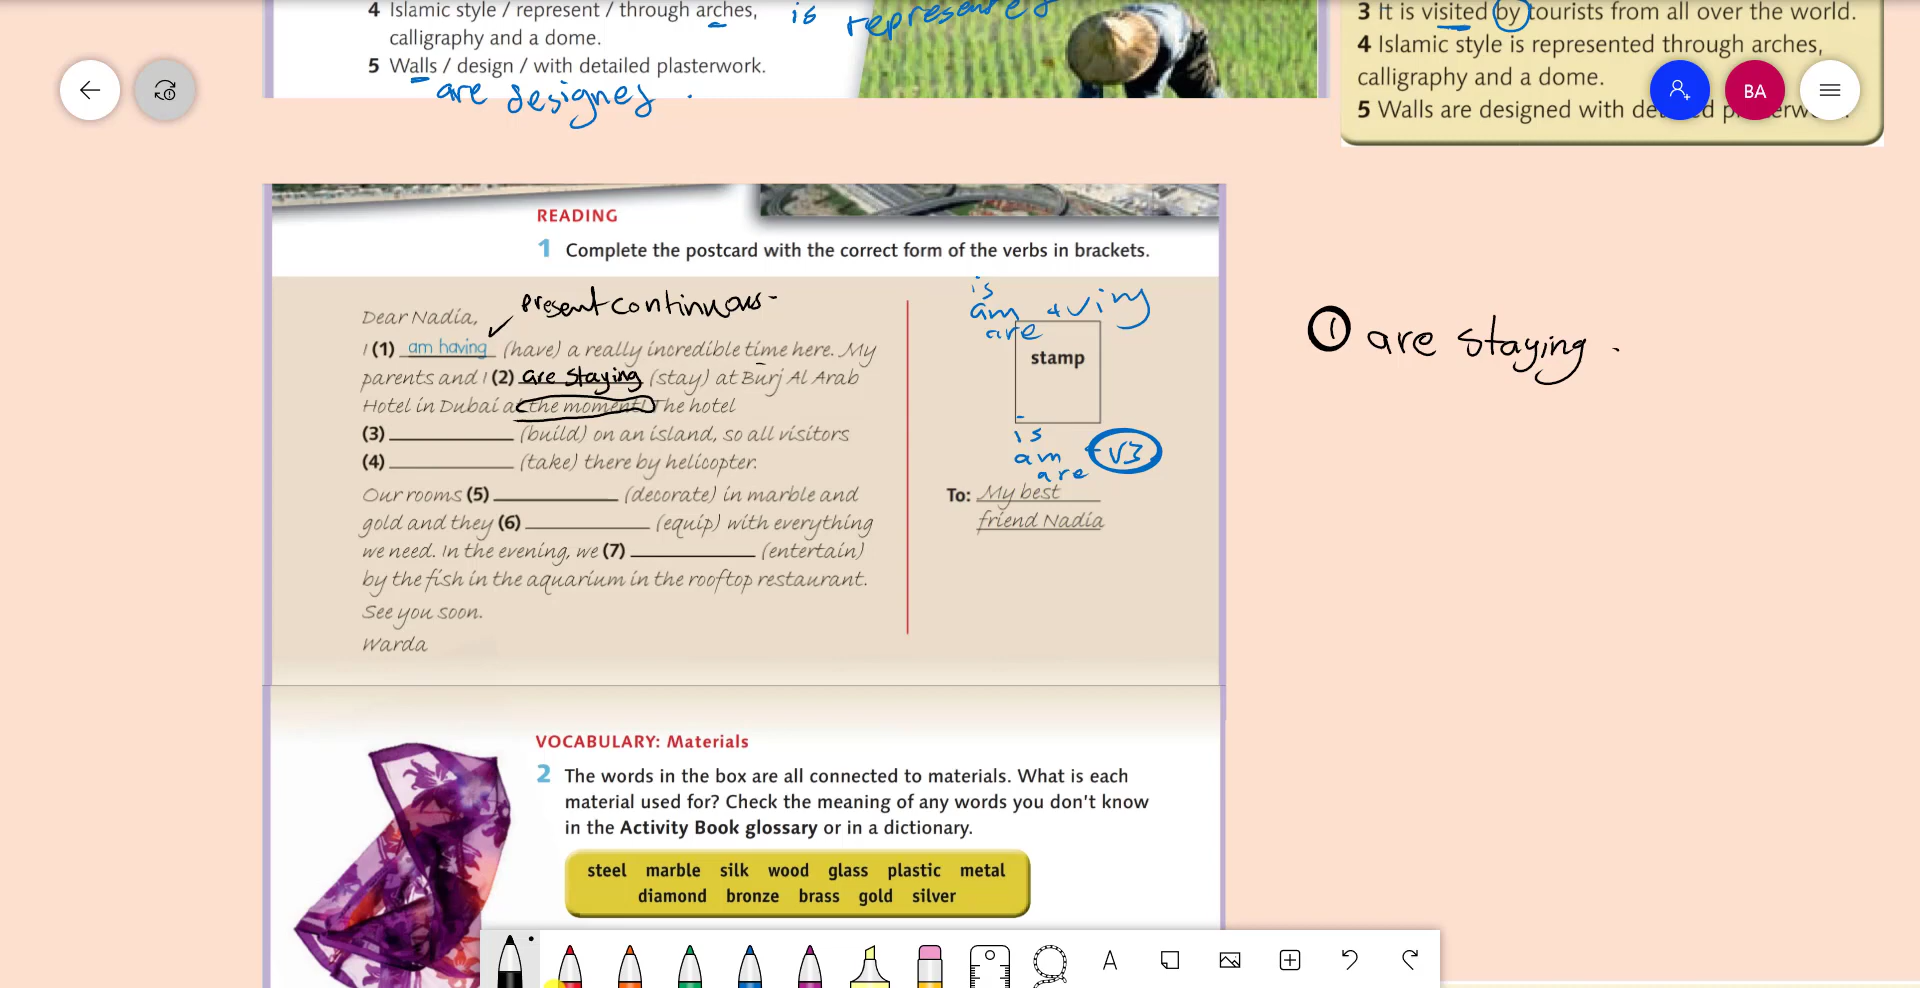 4 Islamic style / represent / through arches, is represented
calligraphy and a dome.
5 Walls / design / with detailed plasterwork.
are designed.
3 It is visited by tourists from all over the world.
4 Islamic style is represented through arches,
calligraphy and a dome.
5 Walls are designed with
BA
READING
1 Complete the postcard with the correct form of the verbs in brackets.
present continuous-
Dear Nadia,
I (1) am having (have) a really incredible time here. My
parents and I (2) are staying (stay) at Burj Al Arab
Hotel in Dubai at the moment! The hotel
(3) ____________ (build) on an island, so all visitors
(4) ____________ (take) there by helicopter.
Our rooms (5) ____________ (decorate) in marble and
gold and they (6) ____________ (equip) with everything
we need. In the evening, we (7) ____________ (entertain)
by the fish in the aquarium in the rooftop restaurant.
See you soon.
Warda
is
am + Ving
are
stamp
is
am + V3
are
To: My best
friend Nadia
① are staying.
VOCABULARY: Materials
2 The words in the box are all connected to materials. What is each
material used for? Check the meaning of any words you don't know
in the Activity Book glossary or in a dictionary.
steel marble silk wood glass plastic metal
diamond bronze brass gold silver
A